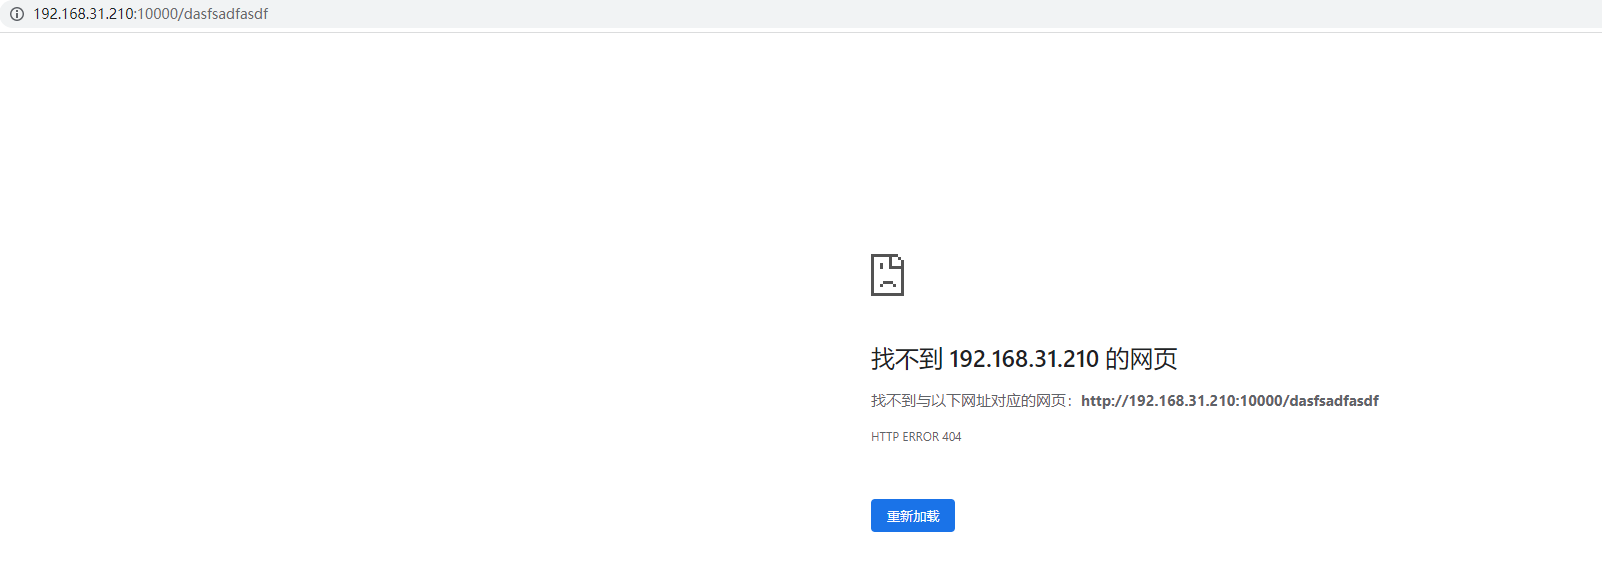 192.168.31.210:10000/dasfsadfasdf
找不到 192.168.31.210 的网页
找不到与以下网址对应的网页：http://192.168.31.210:10000/dasfsadfasdf
HTTP ERROR 404
重新加载